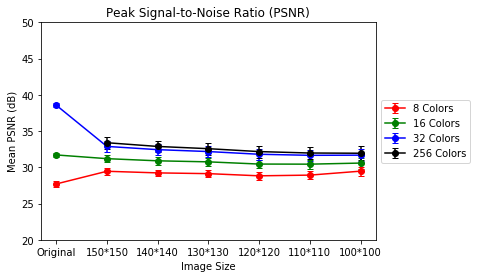 Peak Signal-to-Noise Ratio (PSNR)
50
45
40
35
30
25
20
Mean PSNR (dB)
Original 150*150 140*140 130*130 120*120 110*110 100*100
Image Size
8 Colors
16 Colors
32 Colors
256 Colors